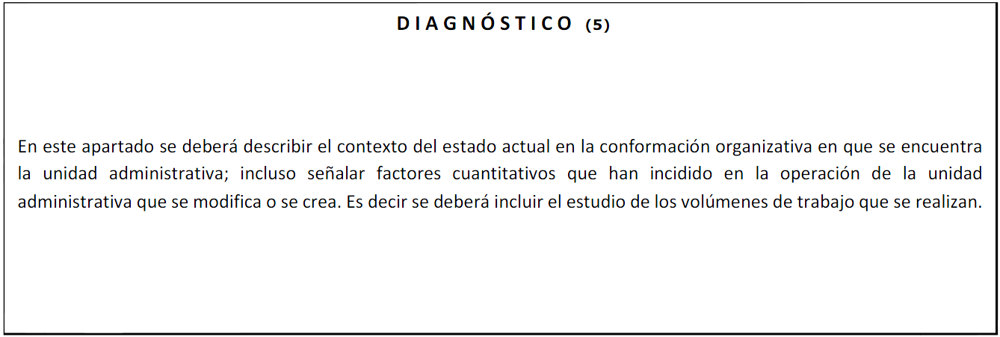 DIAGNÓSTICO (5)
En este apartado se deberá describir el contexto del estado actual en la conformación organizativa en que se encuentra
la unidad administrativa; incluso señalar factores cuantitativos que han incidido en la operación de la unidad
administrativa que se modifica o se crea. Es decir se deberá incluir el estudio de los volúmenes de trabajo que se realizan.